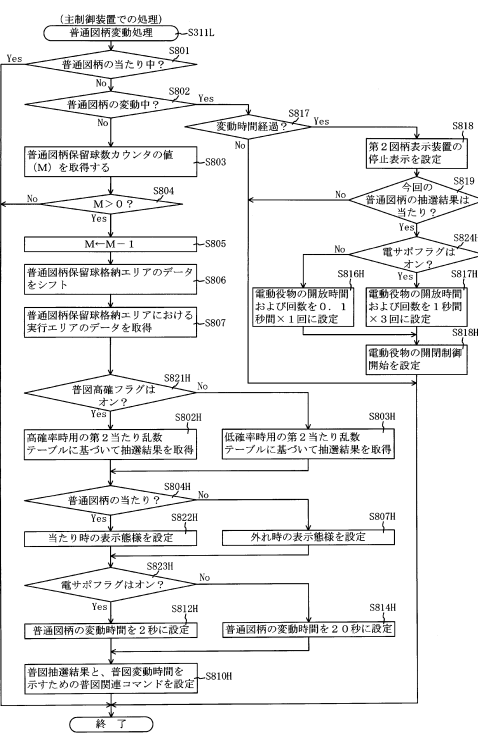 (主制御装置での処理)
普通図柄変動処理
S311L
S801
普通図柄の当たり中？
Yes
No
S802
普通図柄の変動中？
Yes
No
S817
変動時間経過？
Yes
No
S818
第２図柄表示装置の
停止表示を設定
S819
今回の
普通図柄の抽選結果は
当たり？
No
Yes
S824H
電サポフラグは
オン？
No
Yes
S816H
電動役物の開放時間
および回数を０．１
秒間×１回に設定
S817H
電動役物の開放時間
および回数を１秒間
×３回に設定
S818H
電動役物の開閉制御
開始を設定
普通図柄保留球数カウンタの値
（Ｍ）を取得する
S803
S804
Ｍ＞０？
No
Yes
Ｍ←Ｍ－１
S805
普通図柄保留球格納エリアのデータ
をシフト
S806
普通図柄保留球格納エリアにおける
実行エリアのデータを取得
S807
S821H
普図高確フラグは
オン？
No
Yes
S802H
高確率時用の第２当たり乱数
テーブルに基づいて抽選結果を取得
S803H
低確率時用の第２当たり乱数
テーブルに基づいて抽選結果を取得
S804H
普通図柄の当たり？
No
Yes
S822H
当たり時の表示態様を設定
S807H
外れ時の表示態様を設定
S823H
電サポフラグはオン？
No
Yes
S812H
普通図柄の変動時間を２秒に設定
S814H
普通図柄の変動時間を２０秒に設定
普図抽選結果と、普図変動時間を
示すための普図関連コマンドを設定
S810H
終 了